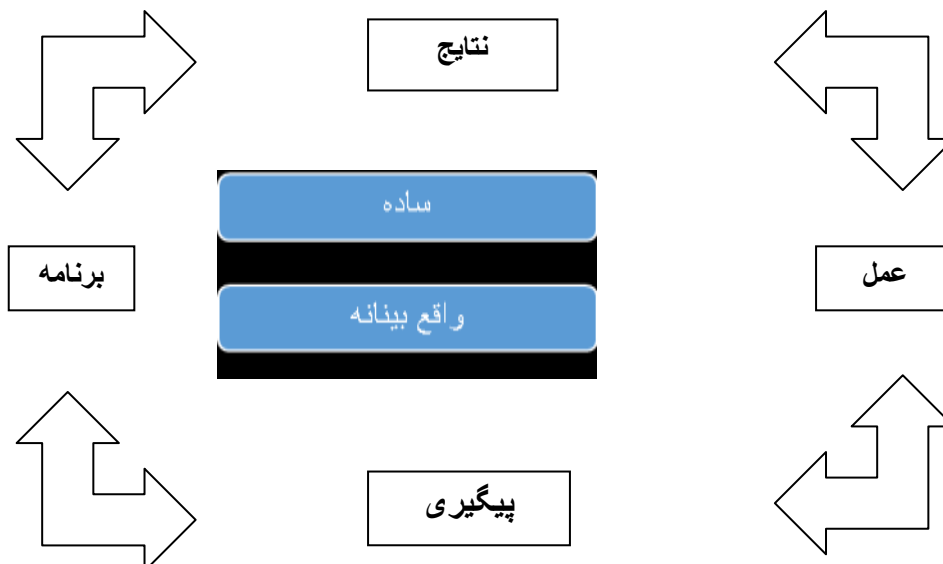 نتایج
ساده
عمل
برنامه
واقع بینانه
پیگیری